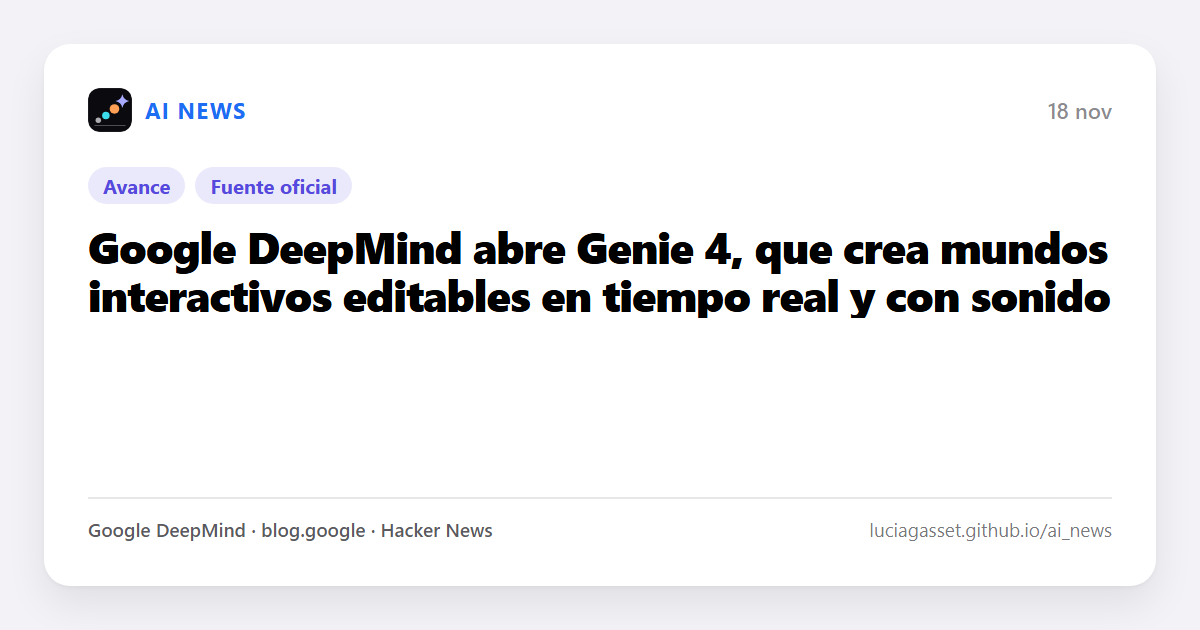 AI NEWS
18 nov
Avance
Fuente oficial
Google DeepMind abre Genie 4, que crea mundos
interactivos editables en tiempo real y con sonido
Google DeepMind · blog.google · Hacker News
luciagasset.github.io/ai_news